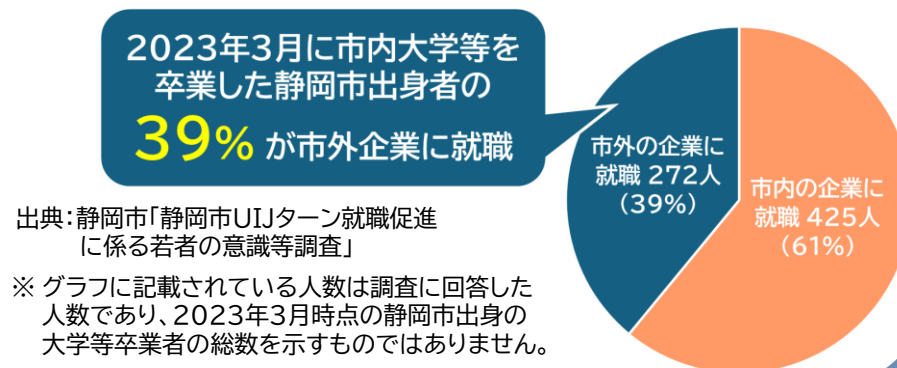 2023年3月に市内大学等を
卒業した静岡市出身者の
39% が市外企業に就職
市外の企業に
就職 272人
(39%)
市内の企業に
就職 425人
(61%)
出典:静岡市「静岡市UIJターン就職促進
に係る若者の意識等調査」
※ グラフに記載されている人数は調査に回答した
人数であり、2023年3月時点の静岡市出身の
大学等卒業者の総数を示すものではありません。